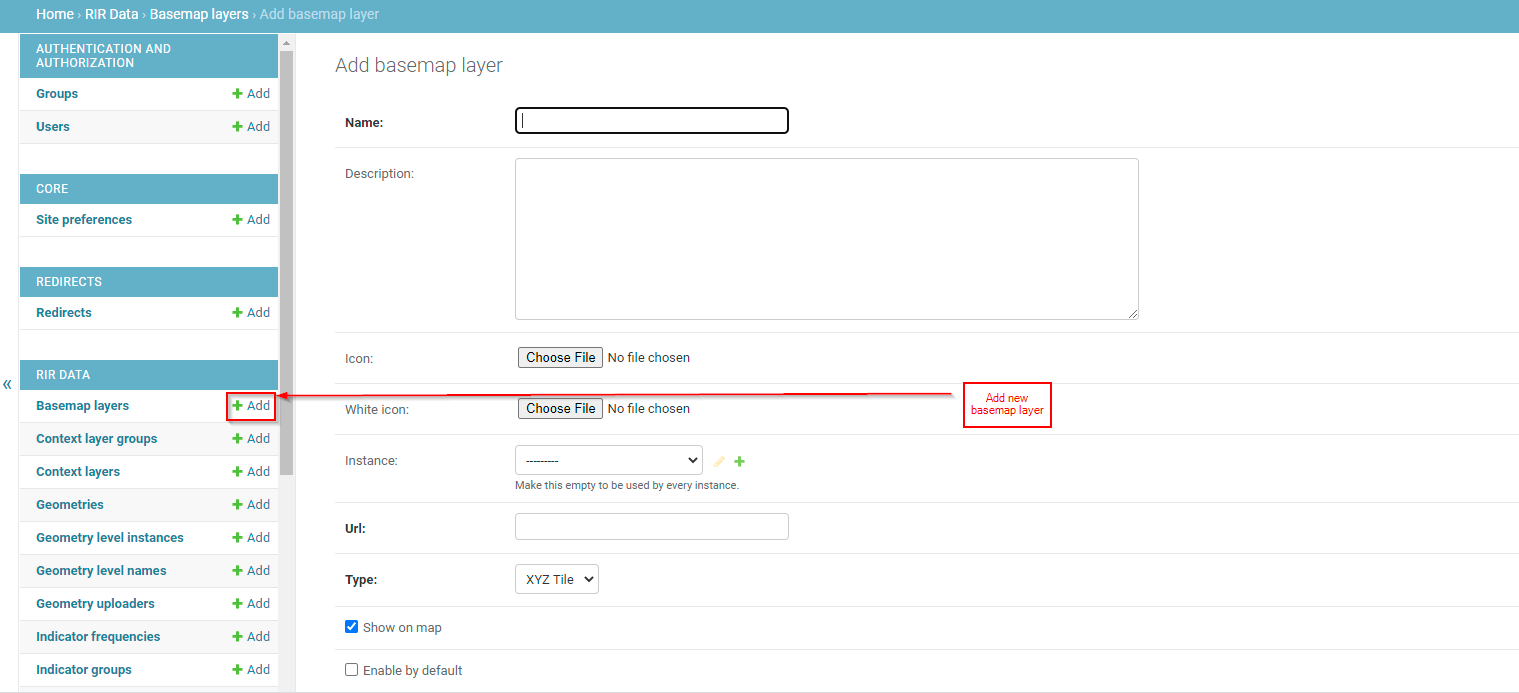 Home › RIR Data › Basemap layers › Add basemap layer
AUTHENTICATION AND
AUTHORIZATION
Groups
Add
Users
Add
CORE
Site preferences
Add
REDIRECTS
Redirects
Add
RIR DATA
Basemap layers
Add
Context layer groups
Add
Context layers
Add
Geometries
Add
Geometry level instances
Add
Geometry level names
Add
Geometry uploaders
Add
Indicator frequencies
Add
Indicator groups
Add
«
Add basemap layer
Name:
Description:
Icon:
Choose File No file chosen
White icon:
Choose File No file chosen
Add new
basemap layer
Instance:
---------
Make this empty to be used by every instance.
Url:
Type:
XYZ Tile
Show on map
Enable by default